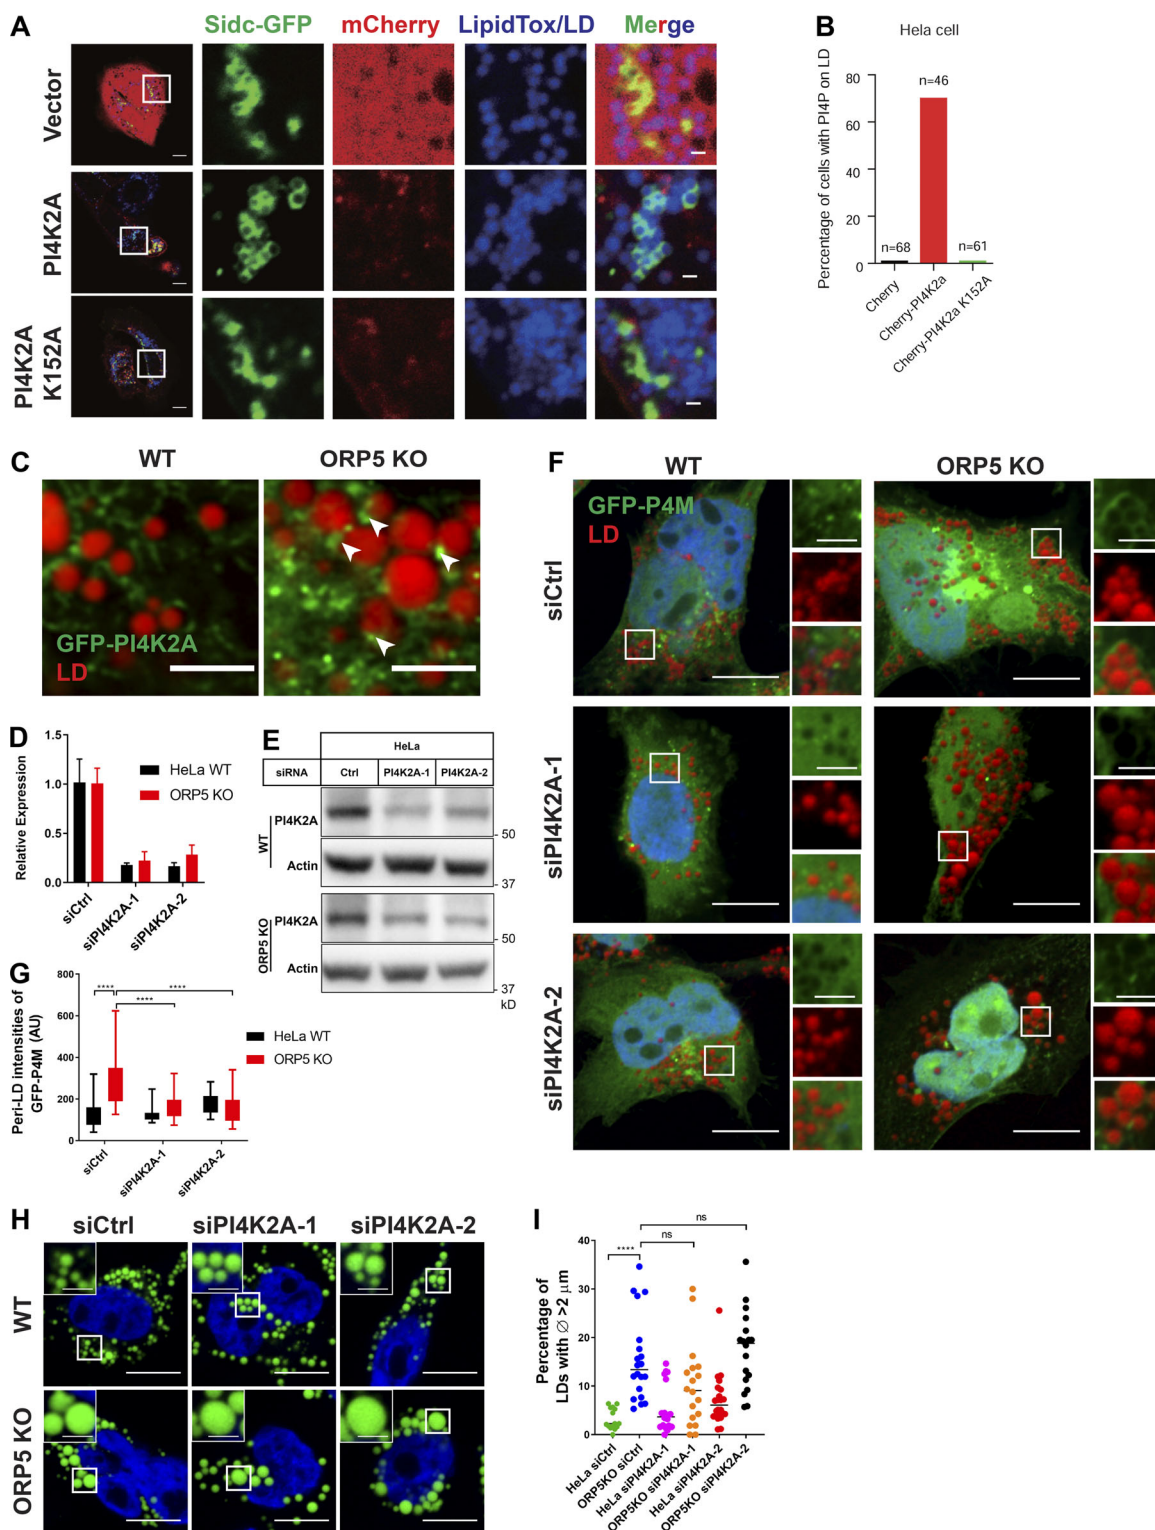 A
Sidc-GFP
mCherry
LipidTox/LD
Merge
Vector
PI4K2A
PI4K2A
K152A
B
Hela cell
Percentage of cells with PI4P on LD
80
60
40
20
0
n=68
n=46
n=61
Cherry
Cherry-PI4K2a
Cherry-PI4K2a K152A
C
WT
ORP5 KO
GFP-PI4K2A
LD
D
Relative Expression
1.5
1.0
0.5
0.0
HeLa WT
ORP5 KO
siCtrl
siPI4K2A-1
siPI4K2A-2
E
HeLa
siRNA
Ctrl
PI4K2A-1
PI4K2A-2
WT
PI4K2A
- 50
Actin
- 37
ORP5 KO
PI4K2A
- 50
Actin
- 37
kD
F
WT
ORP5 KO
GFP-P4M
LD
siCtrl
siPI4K2A-1
siPI4K2A-2
G
Peri-LD intensities of
GFP-P4M (AU)
800
600
400
200
0
****
****
****
HeLa WT
ORP5 KO
siCtrl
siPI4K2A-1
siPI4K2A-2
H
siCtrl
siPI4K2A-1
siPI4K2A-2
WT
ORP5 KO
I
Percentage of
LDs with ∅ >2 μm
40
30
20
10
0
****
ns
ns
HeLa siCtrl
ORP5KO siCtrl
HeLa siPI4K2A-1
ORP5KO siPI4K2A-1
HeLa siPI4K2A-2
ORP5KO siPI4K2A-2